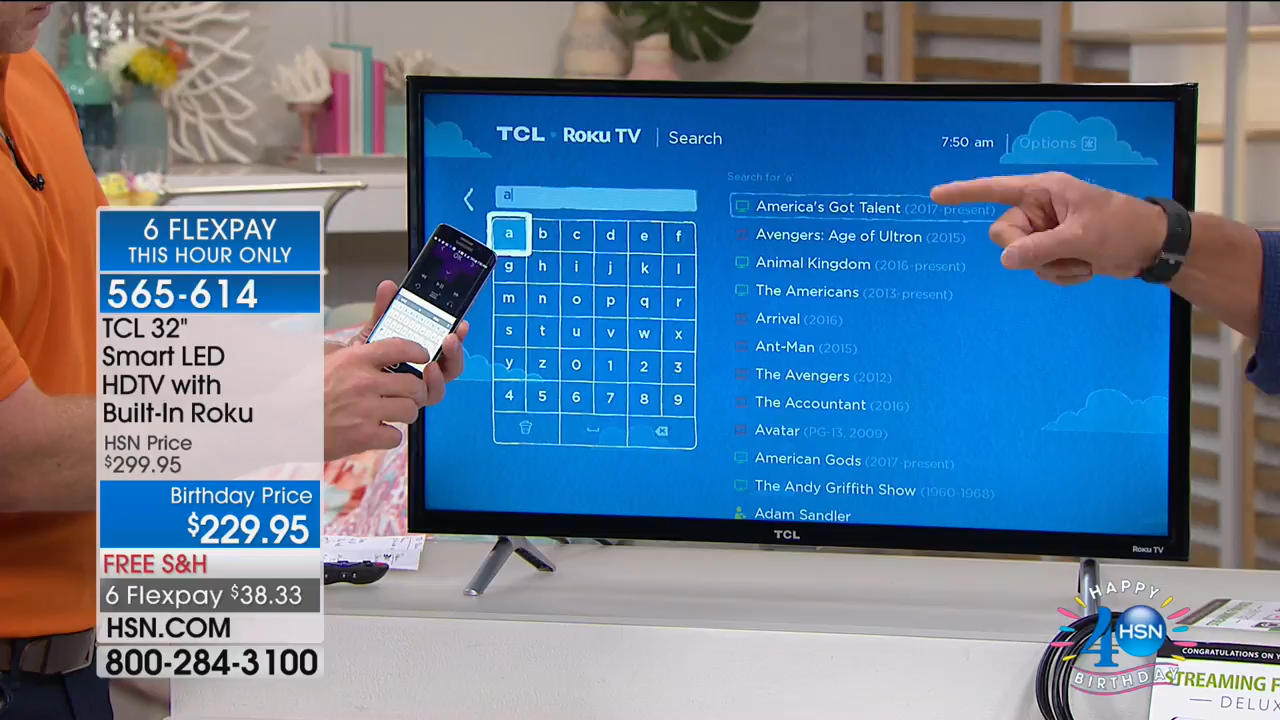 6 FLEXPAY
THIS HOUR ONLY
565-614
TCL 32"
Smart LED
HDTV with
Built-In Roku
HSN Price
$299.95
Birthday Price
$229.95
FREE S&H
6 Flexpay $38.33
HSN.COM
800-284-3100
TCL • Roku TV | Search
7:50 am | Options
a
a b c d e f
g h i j k l
m n o p q r
s t u v w x
y z 0 1 2 3
4 5 6 7 8 9
Search for 'a'
America's Got Talent (2017-present)
Avengers: Age of Ultron (2015)
Animal Kingdom (2016-present)
The Americans (2013-present)
Arrival (2016)
Ant-Man (2015)
The Avengers (2012)
The Accountant (2016)
Avatar (PG-13, 2009)
American Gods (2017-present)
The Andy Griffith Show (1960-1968)
Adam Sandler
TCL
Roku TV
HAPPY
40 HSN
BIRTHDAY
CONGRATULATIONS ON
STREAMING
DELUX